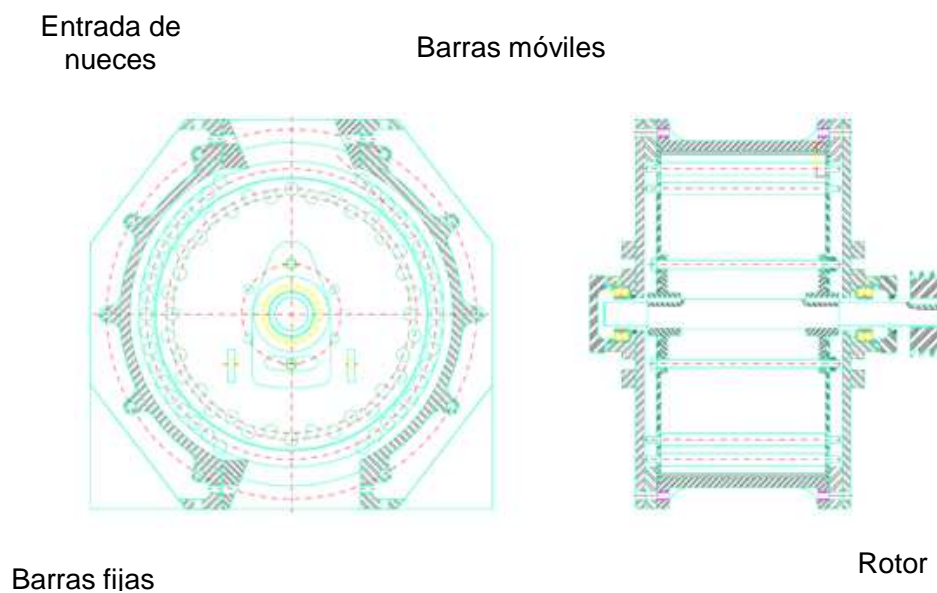 Entrada de
nueces
Barras móviles
Rotor
Barras fijas